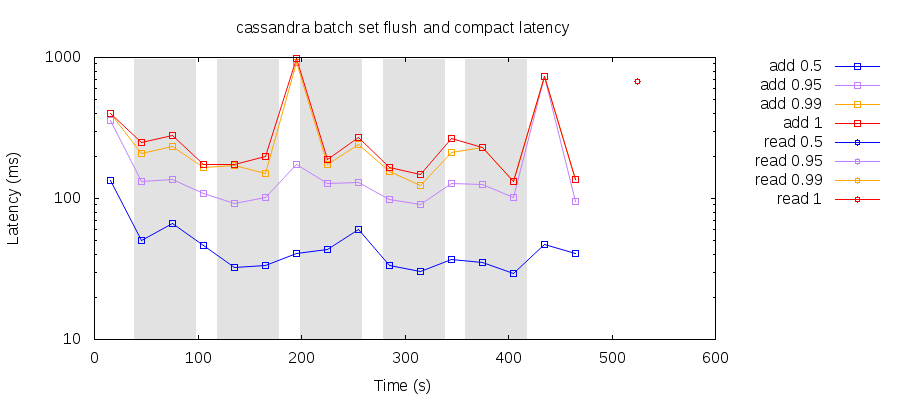 cassandra batch set flush and compact latency
1000
100
10
Latency (ms)
0 100 200 300 400 500 600
Time (s)
add 0.5
add 0.95
add 0.99
add 1
read 0.5
read 0.95
read 0.99
read 1